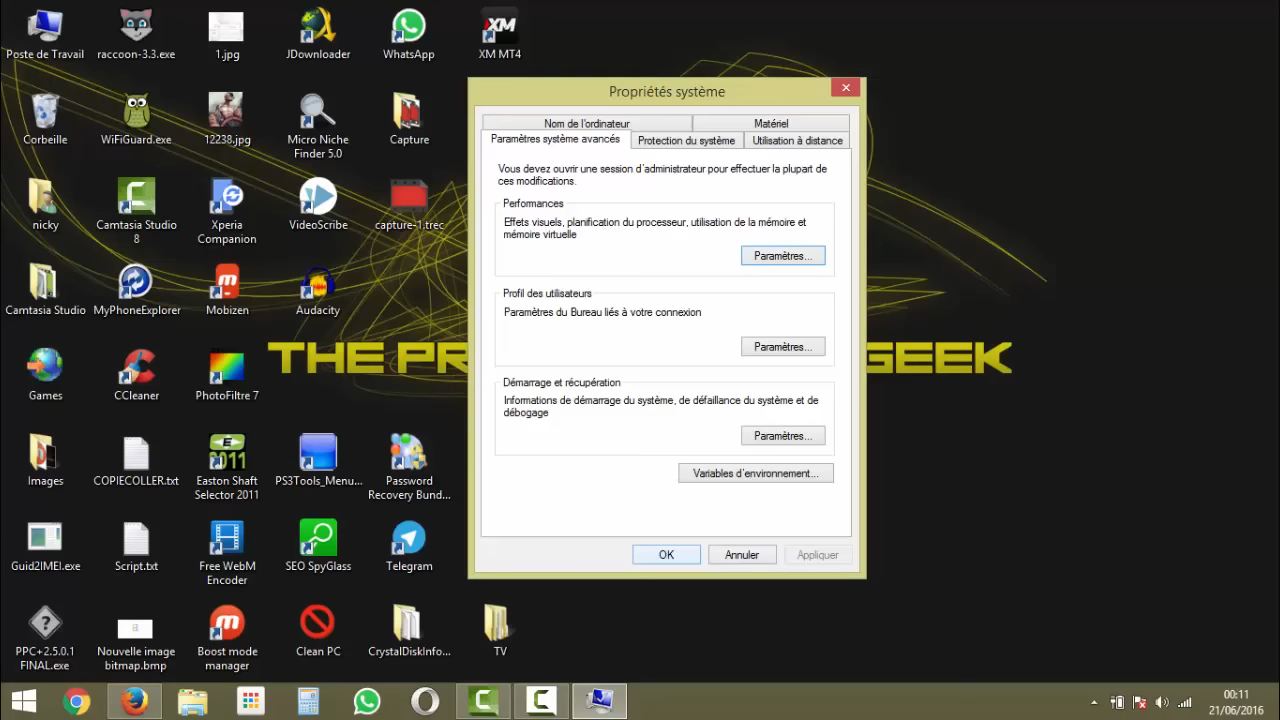 Poste de Travail
raccoon-3.3.exe
1.jpg
JDownloader
WhatsApp
XM
XM MT4
Corbeille
WiFiGuard.exe
12238.jpg
Micro Niche
Finder 5.0
Capture
nicky
Camtasia Studio
8
Xperia
Companion
VideoScribe
capture-1.trec
Camtasia Studio
MyPhoneExplorer
Mobizen
Audacity
Games
CCleaner
PhotoFiltre 7
Images
COPIECOLLER.txt
E
2011
Easton Shaft
Selector 2011
PS3Tools_Menu...
Password
Recovery Bund...
Guid2IMEI.exe
Script.txt
Free WebM
Encoder
SEO SpyGlass
Telegram
PPC+2.5.0.1
FINAL.exe
Nouvelle image
bitmap.bmp
Boost mode
manager
Clean PC
CrystalDiskInfo...
TV
THE PR
GEEK
Propriétés système
Nom de l'ordinateur
Matériel
Paramètres système avancés
Protection du système
Utilisation à distance
Vous devez ouvrir une session d'administrateur pour effectuer la plupart de
ces modifications.
Performances
Effets visuels, planification du processeur, utilisation de la mémoire et
mémoire virtuelle
Paramètres...
Profil des utilisateurs
Paramètres du Bureau liés à votre connexion
Paramètres...
Démarrage et récupération
Informations de démarrage du système, de défaillance du système et de
débogage
Paramètres...
Variables d'environnement...
OK
Annuler
Appliquer
00:11
21/06/2016